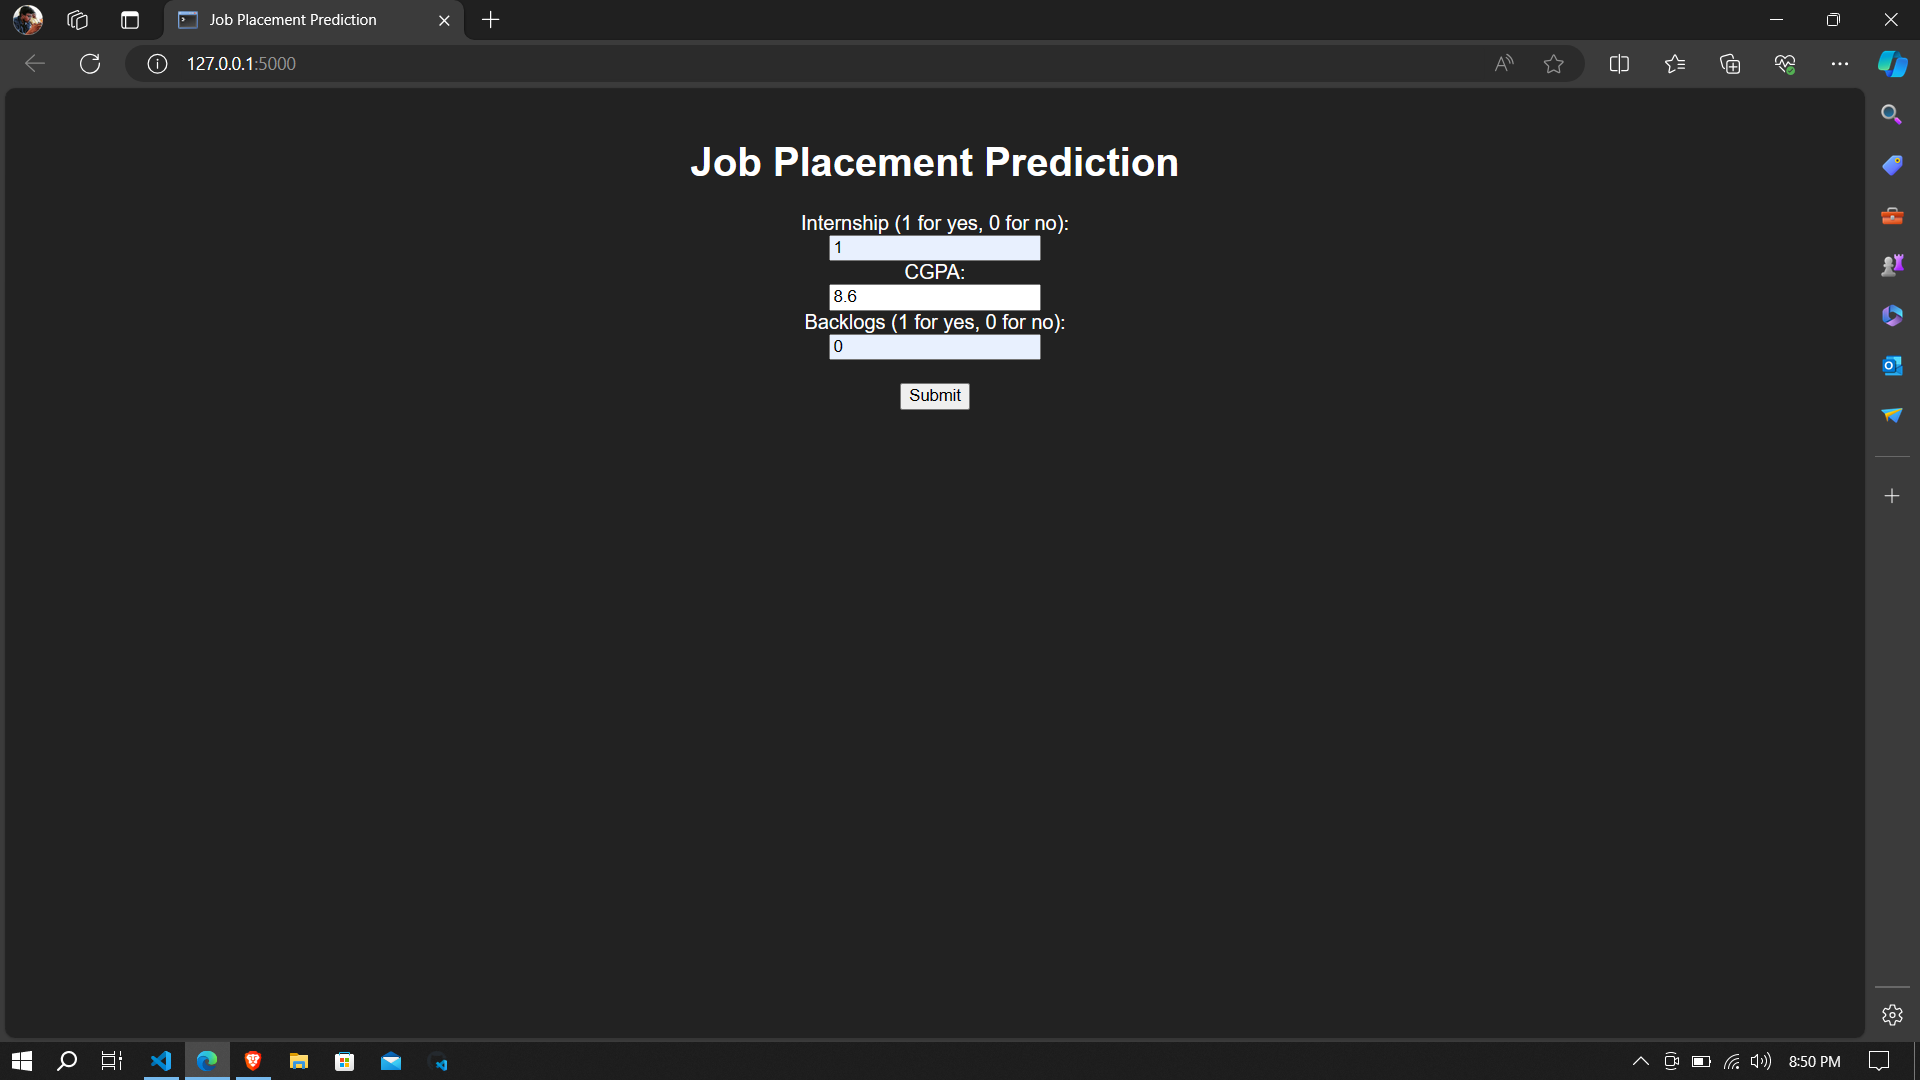 Job Placement Prediction
127.0.0.1:5000
Job Placement Prediction
Internship (1 for yes, 0 for no):
1
CGPA:
8.6
Backlogs (1 for yes, 0 for no):
0
Submit
8:50 PM